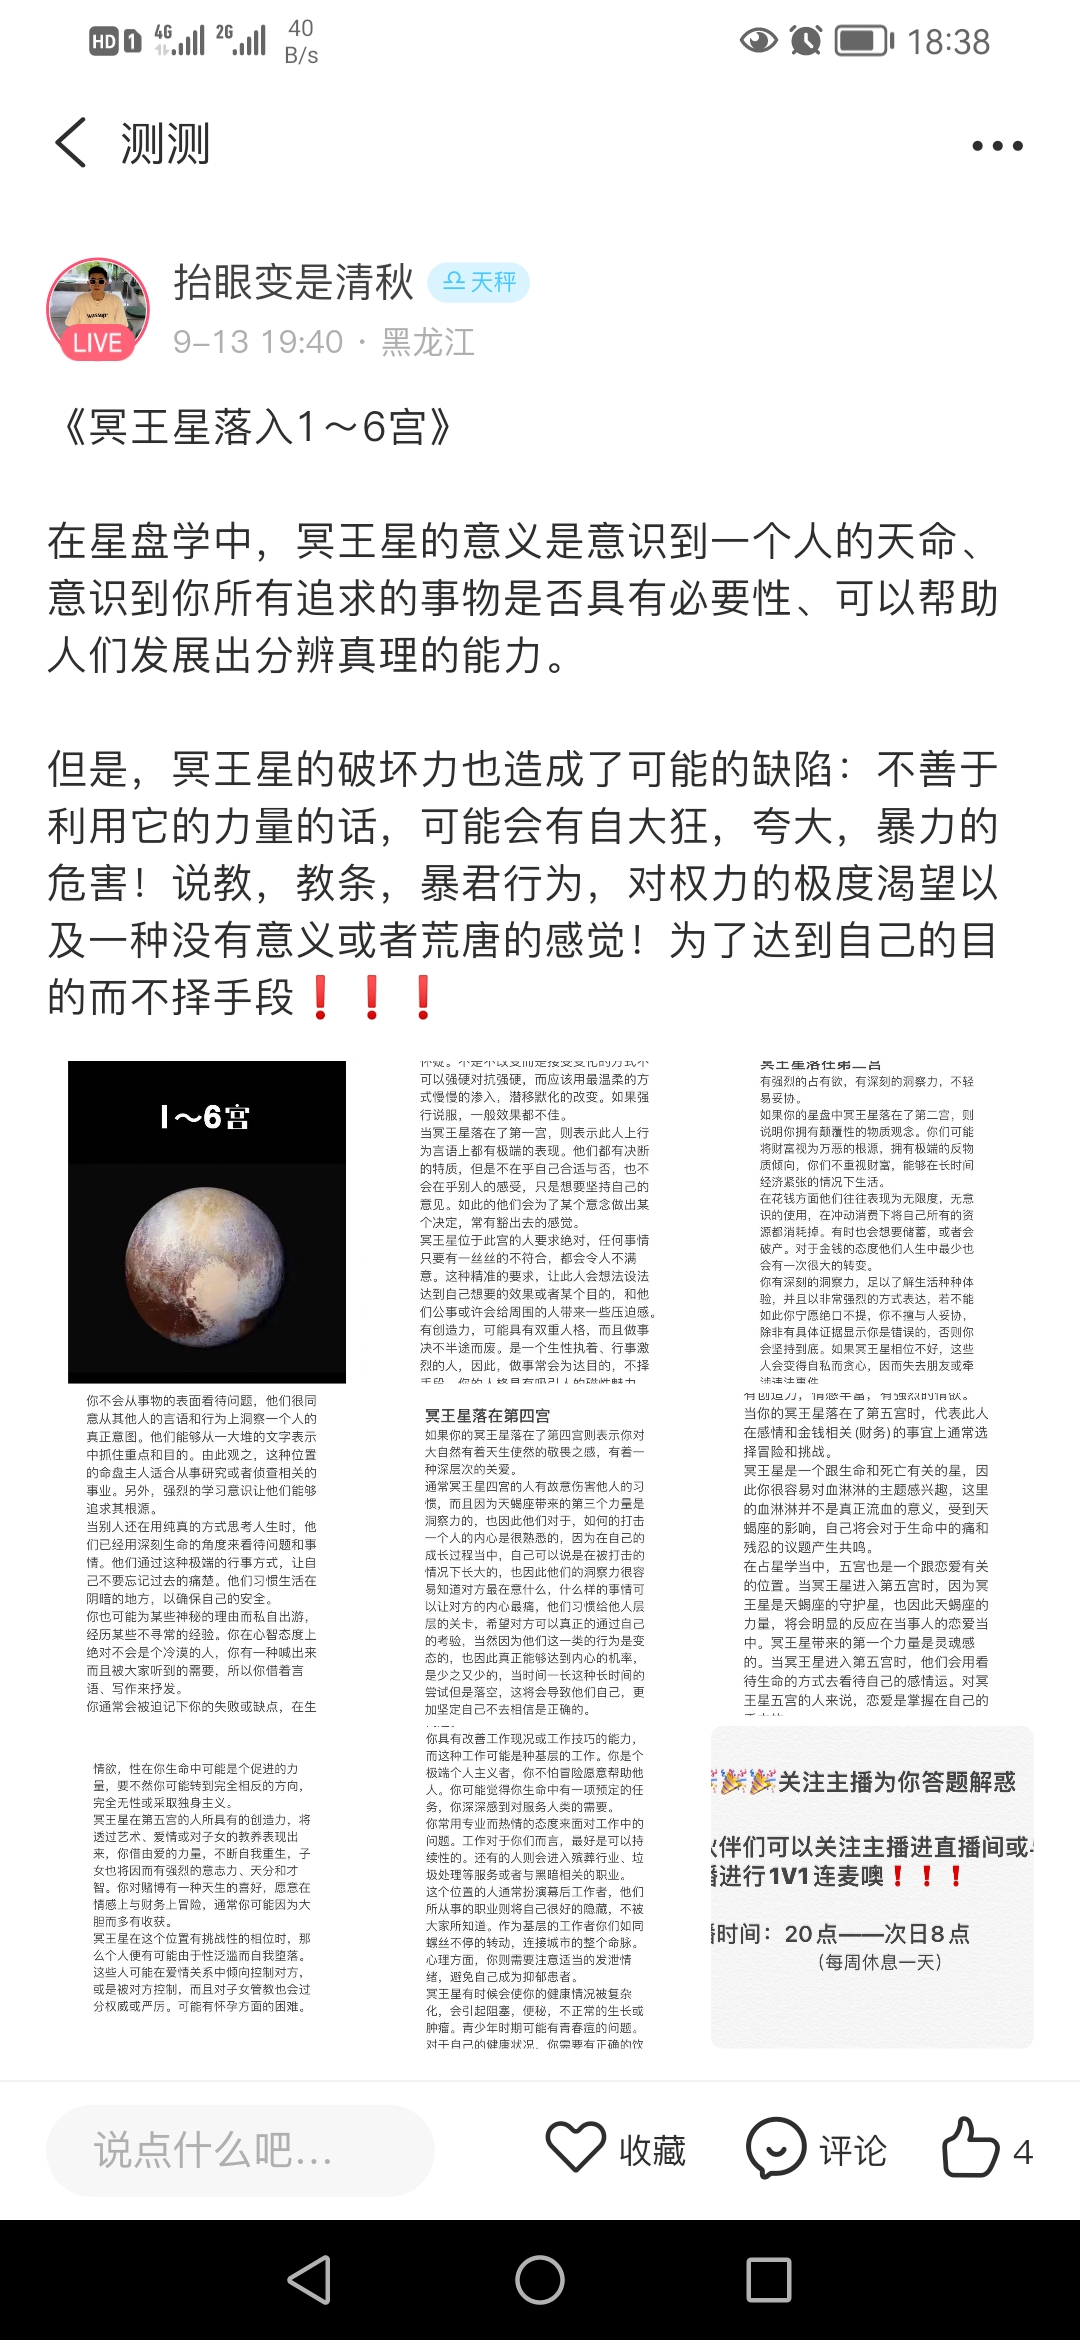 HD 1 4G 2G 40 B/s 18:38
测测
抬眼变是清秋 天秤
LIVE 9-13 19:40 · 黑龙江
《冥王星落入1～6宫》
在星盘学中，冥王星的意义是意识到一个人的天命、
意识到你所有追求的事物是否具有必要性、可以帮助
人们发展出分辨真理的能力。
但是，冥王星的破坏力也造成了可能的缺陷：不善于
利用它的力量的话，可能会有自大狂，夸大，暴力的
危害！说教，教条，暴君行为，对权力的极度渴望以
及一种没有意义或者荒唐的感觉！为了达到自己的目
的而不择手段❗❗❗
1～6宫
怀疑。不是不改变而是接受变化的方式不
可以强硬对抗强硬，而应该用最温柔的方
式慢慢的渗入，潜移默化的改变。如果强
行说服，一般效果都不佳。
当冥王星落在了第一宫，则表示此人上行
为言语上都有极端的表现。他们都有决断
的特质，但是不在乎自己合适与否，也不
会在乎别人的感受，只是想要坚持自己的
意见。如此的他们会为了某个意念做出某
个决定，常有豁出去的感觉。
冥王星位于此宫的人要求绝对，任何事情
只要有一丝丝的不符合，都会令人不满
意。这种精准的要求，让此人会想法设法
达到自己想要的效果或者某个目的，和他
们公事或许会给周围的人带来一些压迫感。
有创造力，可能具有双重人格，而且做事
决不半途而废。是一个生性执着、行事激
烈的人，因此，做事常会为达目的，不择
手段。你的人格具有吸引人的磁性魅力
冥王星落在第二宫
有强烈的占有欲，有深刻的洞察力，不轻
易妥协。
如果你的星盘中冥王星落在了第二宫，则
说明你拥有颠覆性的物质观念。你们可能
将财富视为万恶的根源，拥有极端的反物
质倾向，你们不重视财富，能够在长时间
经济紧张的情况下生活。
在花钱方面他们往往表现为无限度，无意
识的使用，在冲动消费下将自己所有的资
源都消耗掉。有时也会想要储蓄，或者会
破产。对于金钱的态度他们人生中最少也
会有一次很大的转变。
你有深刻的洞察力，足以了解生活种种体
验，并且以非常强烈的方式表达，若不能
如此你宁愿绝口不提，你不擅与人妥协，
除非有具体证据显示你是错误的，否则你
会坚持到底。如果冥王星相位不好，这些
人会变得自私而贪心，因而失去朋友或牵
涉违法事件
你不会从事物的表面看待问题，他们很同
意从其他人的言语和行为上洞察一个人的
真正意图。他们能够从一大堆的文字表示
中抓住重点和目的。由此观之，这种位置
的命盘主人适合从事研究或者侦查相关的
事业。另外，强烈的学习意识让他们能够
追求其根源。
当别人还在用纯真的方式思考人生时，他
们已经用深刻生命的角度来看待问题和事
情。他们通过这种极端的行事方式，让自
己不要忘记过去的痛楚。他们习惯生活在
阴暗的地方，以确保自己的安全。
你也可能为某些神秘的理由而私自出游，
经历某些不寻常的经验。你在心智态度上
绝对不会是个冷漠的人，你有一种喊出来
而且被大家听到的需要，所以你借着言
语、写作来抒发。
你通常会被迫记下你的失败或缺点，在生
冥王星落在第四宫
如果你的冥王星落在了第四宫则表示你对
大自然有着天生使然的敬畏之感，有着一
种深层次的关爱。
通常冥王星四宫的人有故意伤害他人的习
惯，而且因为天蝎座带来的第三个力量是
洞察力的，也因此他们对于，如何的打击
一个人的内心是很熟悉的，因为在自己的
成长过程当中，自己可以说是在被打击的
情况下长大的，也因此他们的洞察力很容
易知道对方最在意什么，什么样的事情可
以让对方的内心最痛，他们习惯给他人层
层的关卡，希望对方可以真正的通过自己
的考验，当然因为他们这一类的行为是变
态的，也因此真正能够达到内心的机率，
是少之又少的，当时间一长这种长时间的
尝试但是落空，这将会导致他们自己，更
加坚定自己不去相信是正确的。
有创造力，情感丰富，有强烈的情欲。
当你的冥王星落在了第五宫时，代表此人
在感情和金钱相关(财务)的事宜上通常选
择冒险和挑战。
冥王星是一个跟生命和死亡有关的星，因
此你很容易对血淋淋的主题感兴趣，这里
的血淋淋并不是真正流血的意义，受到天
蝎座的影响，自己将会对于生命中的痛和
残忍的议题产生共鸣。
在占星学当中，五宫也是一个跟恋爱有关
的位置。当冥王星进入第五宫时，因为冥
王星是天蝎座的守护星，也因此天蝎座的
力量，将会明显的反应在当事人的恋爱当
中。冥王星带来的第一个力量是灵魂感
的。当冥王星进入第五宫时，他们会用看
待生命的方式去看待自己的感情运。对冥
王星五宫的人来说，恋爱是掌握在自己的
情欲，性在你生命中可能是个促进的力
量，要不然你可能转到完全相反的方向，
完全无性或采取独身主义。
冥王星在第五宫的人所具有的创造力，将
透过艺术、爱情或对子女的教养表现出
来，你借由爱的力量，不断自我重生，子
女也将因而有强烈的意志力、天分和才
智。你对赌博有一种天生的喜好，愿意在
情感上与财务上冒险，通常你可能因为大
胆而多有收获。
冥王星在这个位置有挑战性的相位时，那
么个人便有可能由于性泛滥而自我堕落。
这些人可能在爱情关系中倾向控制对方，
或是被对方控制，而且对子女管教也会过
分权威或严厉。可能有怀孕方面的困难。
你具有改善工作现况或工作技巧的能力，
而这种工作可能是种基层的工作。你是个
极端个人主义者，你不怕冒险愿意帮助他
人。你可能觉得你生命中有一项预定的任
务，你深深感到对服务人类的需要。
你常用专业而热情的态度来面对工作中的
问题。工作对于你们而言，最好是可以持
续性的。还有的人则会进入殡葬行业、垃
圾处理等服务或者与黑暗相关的职业。
这个位置的人通常扮演幕后工作者，他们
所从事的职业则将自己很好的隐藏，不被
大家所知道。作为基层的工作者你们如同
螺丝不停的转动，连接城市的整个命脉。
心理方面，你则需要注意适当的发泄情
绪，避免自己成为抑郁患者。
冥王星有时候会使你的健康情况被复杂
化，会引起阻塞，便秘，不正常的生长或
肿瘤。青少年时期可能有青春痘的问题。
对于自己的健康状况，你需要有正确的饮
🎉🎉🎉关注主播为你答题解惑
伙伴们可以关注主播进直播间或
播进行1V1连麦噢❗❗❗
播时间：20点——次日8点
（每周休息一天）
说点什么吧... 收藏 评论 4